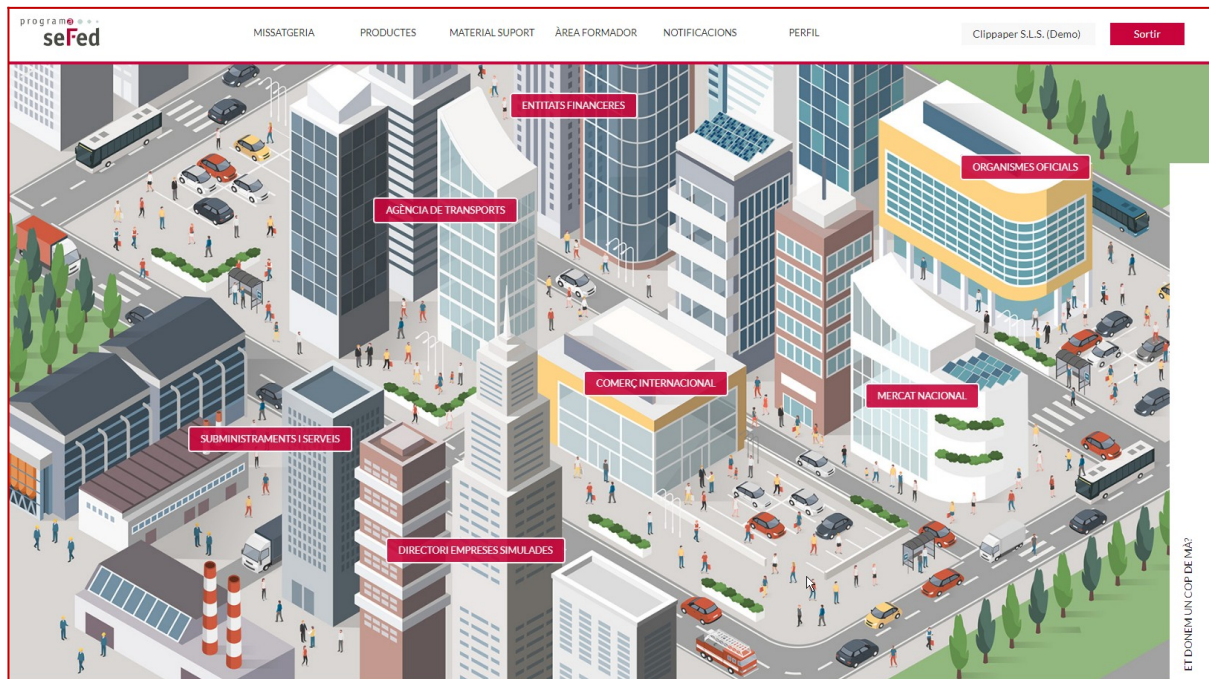 programa
sefed
MISSATGERIA
PRODUCTES
MATERIAL SUPORT
ÀREA FORMADOR
NOTIFICACIONS
PERFIL
Clippaper S.L.S. (Demo)
Sortir
ENTITATS FINANCERES
ORGANISMES OFICIALS
AGÈNCIA DE TRANSPORTS
COMERÇ INTERNACIONAL
MERCAT NACIONAL
SUBMINISTRAMENTS I SERVEIS
DIRECTORI EMPRESES SIMULADES
ET DONEM UN COP DE MÀ?